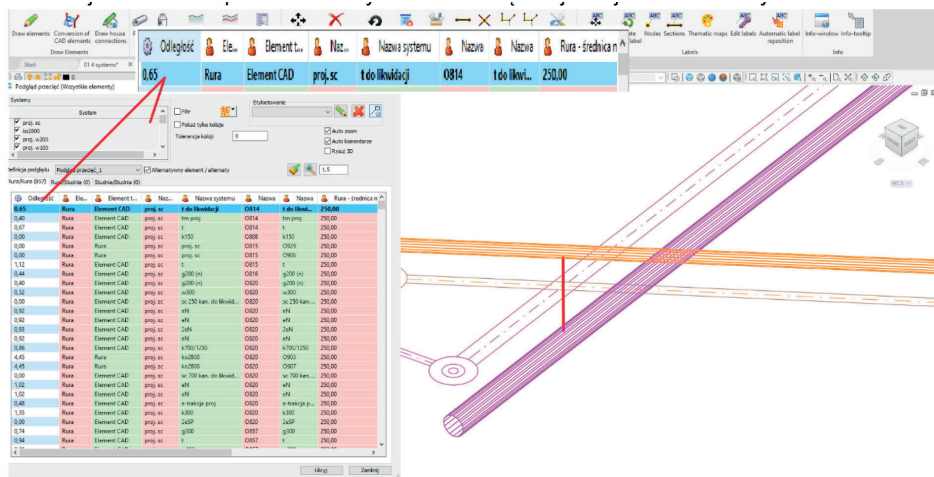 Draw elements Conversion of CAD elements Draw house connections
Draw Elements
Label
Nodes Sections Thematic maps Edit labels Automatic label reposition
Labels
Info-window Info-tooltip
Info
Odległość Ele... Element t... Naz... Nazwa systemu Nazwa Nazwa Rura - średnica n
0,65 Rura Element CAD proj. sc t do likwidacji O814 t do likwi... 250,00
Start 01.4 systems* X
0
Podgląd przecięć (Wszystkie elementy)
Systemy
System
proj. sc
ko2800
proj. w200
proj. w300
Filtr
Pokaż tylko kolizje
Tolerancja kolizji 0
Etykietowanie
Auto zoom
Auto komentarze
Rysuj 3D
Definicja podglądu Podgląd przecięć_1 Alternatywny element / alternaty 1.5
Rura/Rura (857) Rura/Studnia (0) Studnia/Studnia (0)
Odległość Ele... Element t... Naz... Nazwa systemu Nazwa Nazwa Rura - średnica n
0,65 Rura Element CAD proj. sc t do likwidacji O814 t do likwi... 250,00
0,40 Rura Element CAD proj. sc tm proj O814 tm proj 250,00
0,67 Rura Element CAD proj. sc t O814 t 250,00
0,00 Rura Element CAD proj. sc k150 O808 k150 250,00
0,00 Rura Rura proj. sc proj. sc O815 O929 250,00
0,00 Rura Rura proj. sc proj. sc O815 O906 250,00
1,12 Rura Element CAD proj. sc t O815 t 250,00
0,44 Rura Element CAD proj. sc g200 (n) O816 g200 (n) 250,00
0,40 Rura Element CAD proj. sc g200 (n) O820 g200 (n) 250,00
0,52 Rura Element CAD proj. sc w300 O820 w300 250,00
0,00 Rura Element CAD proj. sc sc 250 kan. do likwid... O820 sc 250 kan.... 250,00
0,92 Rura Element CAD proj. sc eN O820 eN 250,00
0,92 Rura Element CAD proj. sc eN O820 eN 250,00
0,93 Rura Element CAD proj. sc 2eN O820 2eN 250,00
0,92 Rura Element CAD proj. sc eN O820 eN 250,00
0,86 Rura Element CAD proj. sc k700/1250 O820 k700/1250 250,00
4,45 Rura Rura proj. sc ko2800 O820 O903 250,00
4,45 Rura Rura proj. sc ko2800 O820 O907 250,00
0,00 Rura Element CAD proj. sc sc 700 kan. do likwid... O820 sc 700 kan.... 250,00
1,02 Rura Element CAD proj. sc eN O820 eN 250,00
1,02 Rura Element CAD proj. sc eN O820 eN 250,00
0,48 Rura Element CAD proj. sc e-trakcja proj O820 e-trakcja p... 250,00
1,35 Rura Element CAD proj. sc k300 O820 k300 250,00
0,00 Rura Element CAD proj. sc 2eSP O820 2eSP 250,00
0,74 Rura Element CAD proj. sc g300 O857 g300 250,00
0,94 Rura Element CAD proj. sc t O857 t 250,00
Ukryj Zamknij
TOP
FRONT
WCS